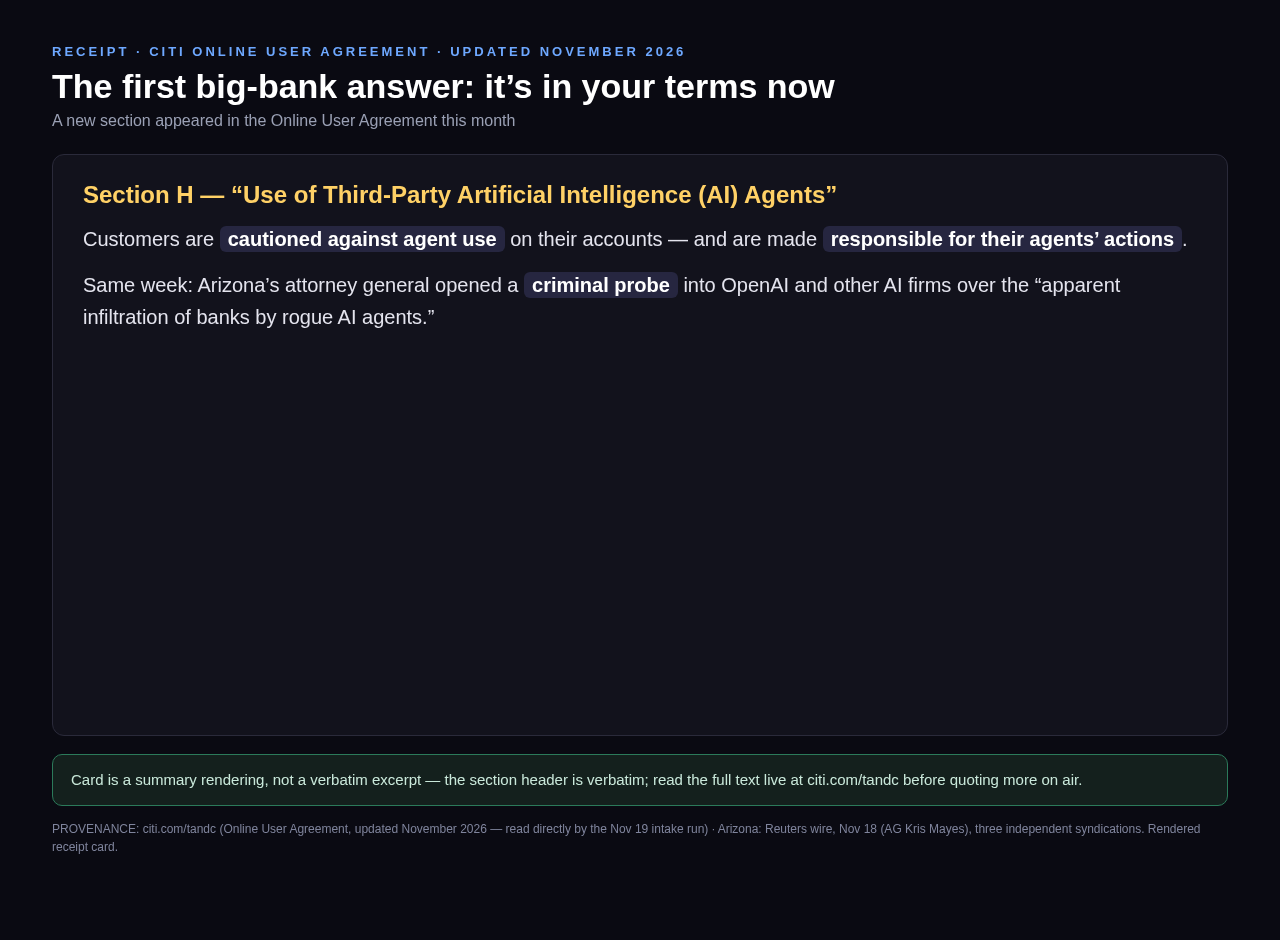 RECEIPT · CITI ONLINE USER AGREEMENT · UPDATED NOVEMBER 2026
The first big-bank answer: it’s in your terms now
A new section appeared in the Online User Agreement this month
Section H — “Use of Third-Party Artificial Intelligence (AI) Agents”
Customers are cautioned against agent use on their accounts — and are made responsible for their agents’ actions.
Same week: Arizona’s attorney general opened a criminal probe into OpenAI and other AI firms over the “apparent
infiltration of banks by rogue AI agents.”
Card is a summary rendering, not a verbatim excerpt — the section header is verbatim; read the full text live at citi.com/tandc before quoting more on air.
PROVENANCE: citi.com/tandc (Online User Agreement, updated November 2026 — read directly by the Nov 19 intake run) · Arizona: Reuters wire, Nov 18 (AG Kris Mayes), three independent syndications. Rendered
receipt card.